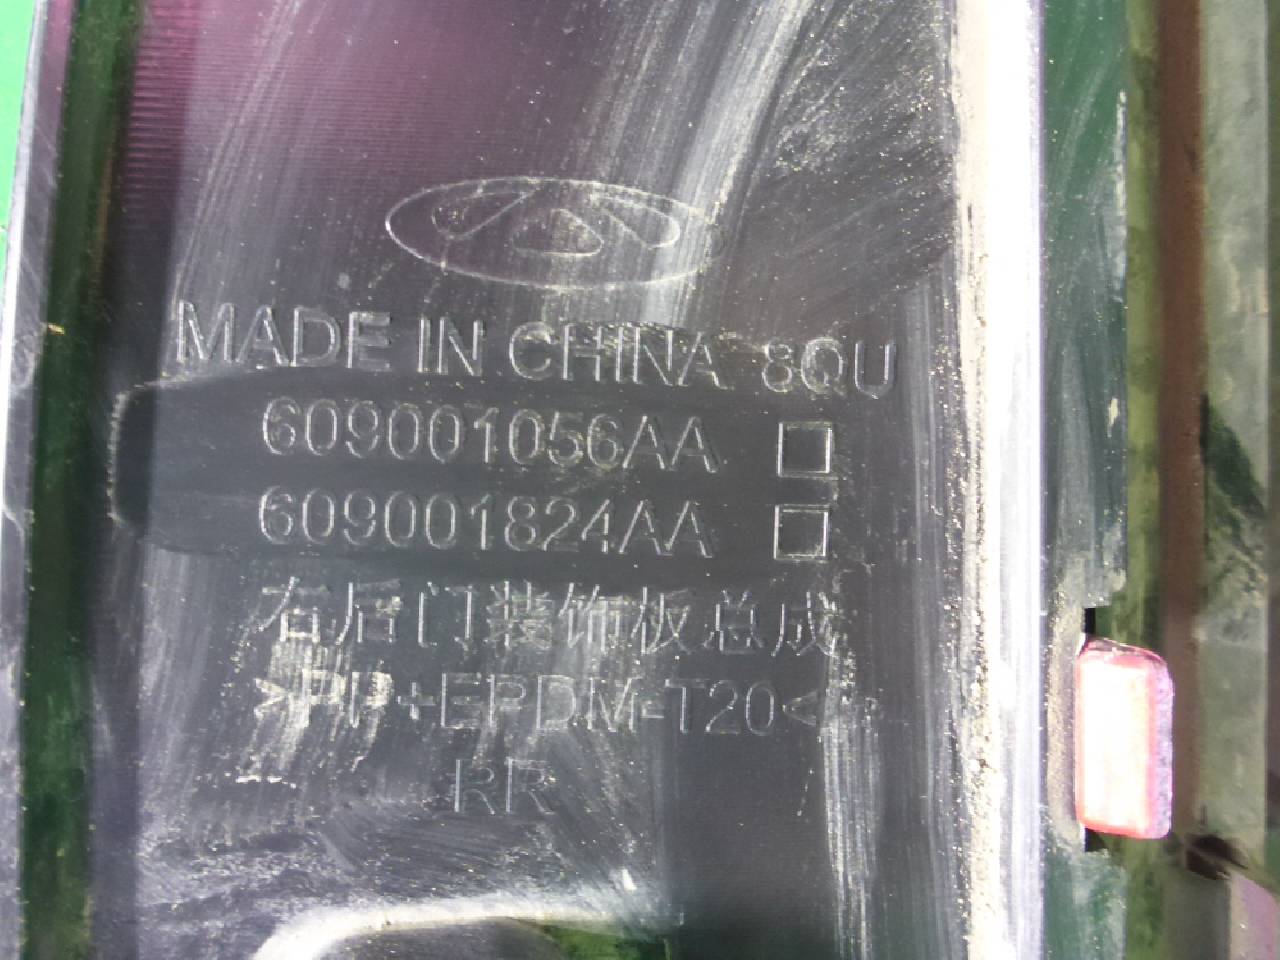 MADE IN CHINA 8QU
609001056AA □
609001824AA □
右后门装饰板总成
>PP+EPDM-T20<
RR